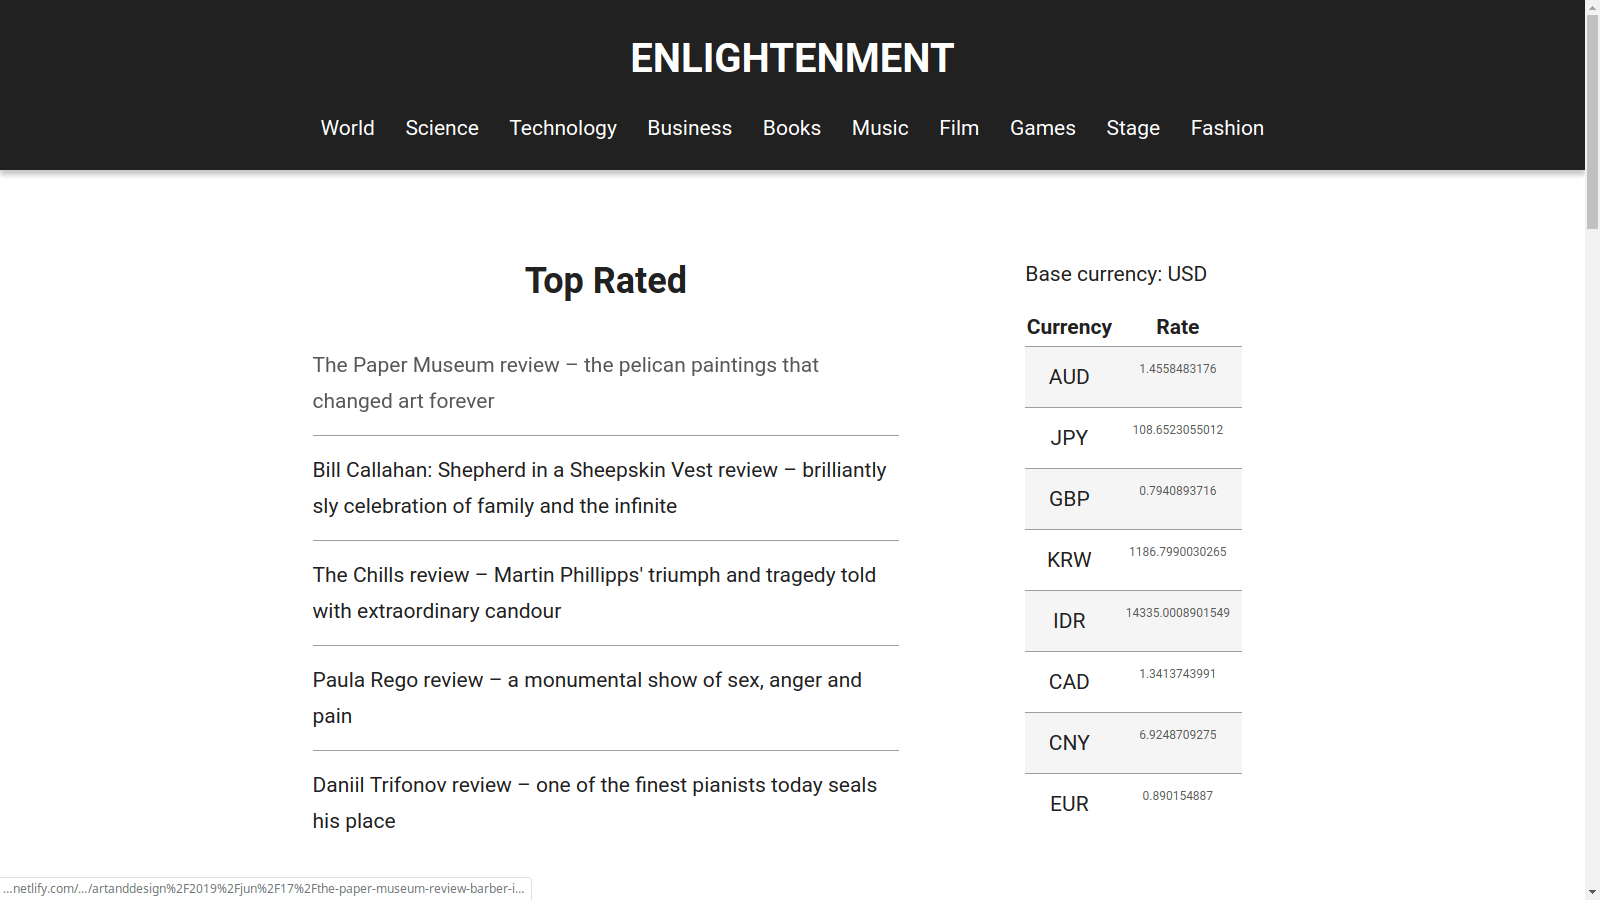 ENLIGHTENMENT
World Science Technology Business Books Music Film Games Stage Fashion
Top Rated
The Paper Museum review – the pelican paintings that
changed art forever
Bill Callahan: Shepherd in a Sheepskin Vest review – brilliantly
sly celebration of family and the infinite
The Chills review – Martin Phillipps' triumph and tragedy told
with extraordinary candour
Paula Rego review – a monumental show of sex, anger and
pain
Daniil Trifonov review – one of the finest pianists today seals
his place
Base currency: USD
Currency Rate
AUD 1.4558483176
JPY 108.6523055012
GBP 0.7940893716
KRW 1186.7990030265
IDR 14335.0008901549
CAD 1.3413743991
CNY 6.9248709275
EUR 0.890154887
...netlify.com/.../artanddesign%2F2019%2Fjun%2F17%2Fthe-paper-museum-review-barber-i...